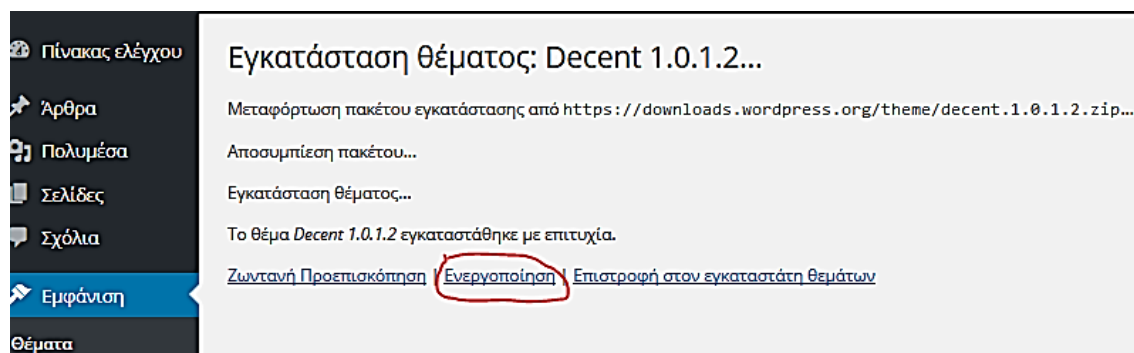 Πίνακας ελέγχου
Άρθρα
Πολυμέσα
Σελίδες
Σχόλια
Εμφάνιση
Θέματα
Εγκατάσταση θέματος: Decent 1.0.1.2...
Μεταφόρτωση πακέτου εγκατάστασης από https://downloads.wordpress.org/theme/decent.1.0.1.2.zip...
Αποσυμπίεση πακέτου...
Εγκατάσταση θέματος...
Το θέμα Decent 1.0.1.2 εγκαταστάθηκε με επιτυχία.
Ζωντανή Προεπισκόπηση | Ενεργοποίηση | Επιστροφή στον εγκαταστάτη θεμάτων